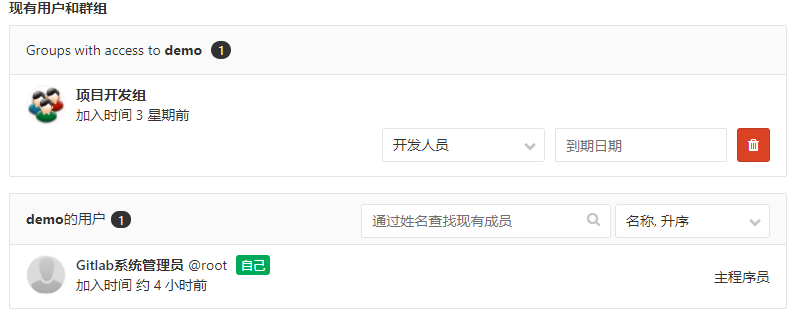 现有用户和群组
Groups with access to demo 1
项目开发组
加入时间 3 星期前
开发人员 到期日期
demo的用户 1 通过姓名查找现有成员 名称, 升序
Gitlab系统管理员 @root 自己
加入时间 约 4 小时前
主程序员